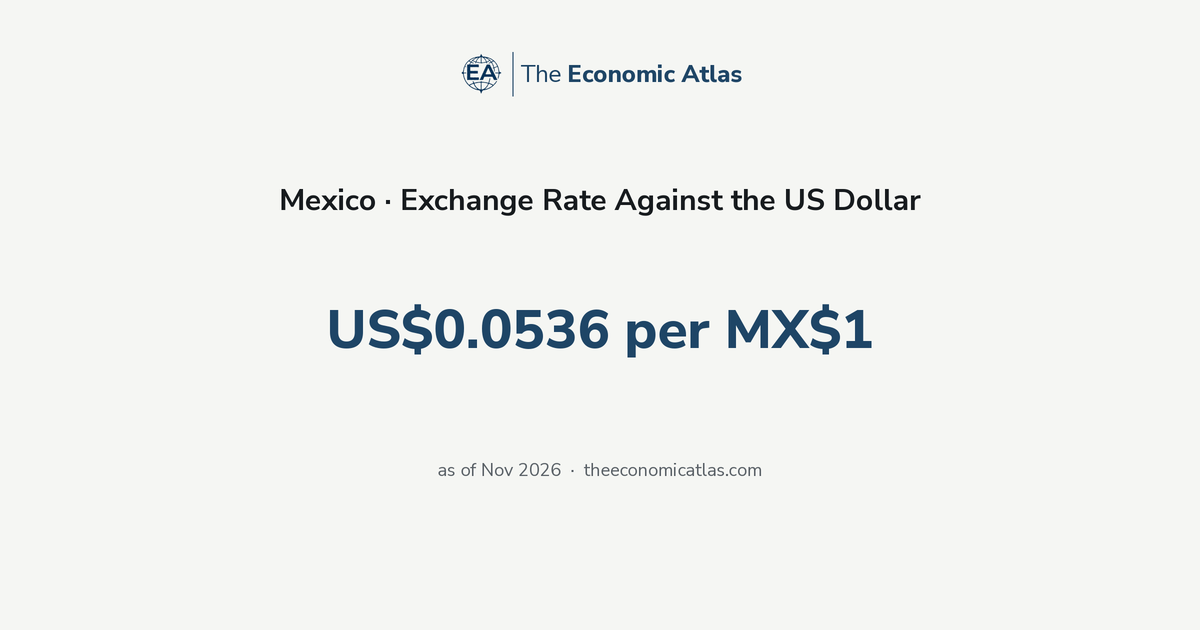 EA The Economic Atlas
Mexico · Exchange Rate Against the US Dollar
US$0.0536 per MX$1
as of Nov 2026 · theeconomicatlas.com